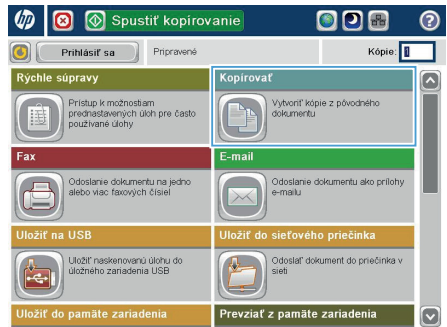 hp Spustiť kopírovanie ?
Prihlásiť sa Pripravené Kópie: 1
Rýchle súpravy Kopírovať
Prístup k možnostiam Vytvoriť kópie z pôvodného
prednastavených úloh pre často dokumentu
používané úlohy
Fax E-mail
Odoslanie dokumentu na jedno Odoslanie dokumentu ako prílohy
alebo viac faxových čísiel e-mailu
Uložiť na USB Uložiť do sieťového priečinka
Uložiť naskenovanú úlohu do Odoslať dokument do priečinka v
úložného zariadenia USB sieti
Uložiť do pamäte zariadenia Prevziať z pamäte zariadenia